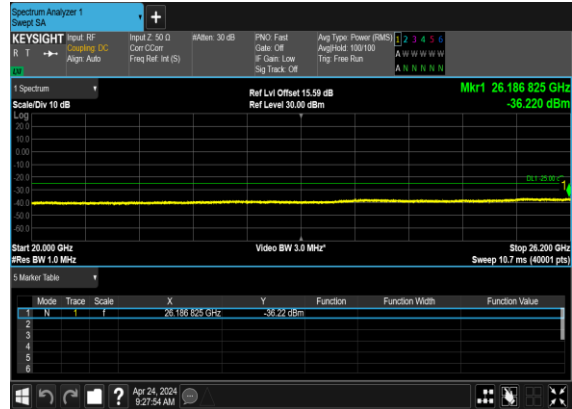 Spectrum Analyzer 1
Swept SA
+
KEYSIGHT Input: RF Input Z: 50 Ω #Atten: 30 dB PNO: Fast Avg Type: Power (RMS) 1 2 3 4 5 6
R T Coupling: DC Corr CCorr Gate: Off Avg|Hold: 100/100 A W W W W W
Align: Auto Freq Ref: Int (S) IF Gain: Low Trig: Free Run
Sig Track: Off A N N N N N
1 Spectrum Ref Lvl Offset 15.59 dB Mkr1 26.186 825 GHz
Scale/Div 10 dB Ref Level 30.00 dBm -36.220 dBm
Log
20.0
10.0
0.00
-10.0
-20.0
DL1 -25.00
-30.0 1
-40.0
-50.0
-60.0
Start 20.000 GHz Video BW 3.0 MHz* Stop 26.200 GHz
#Res BW 1.0 MHz Sweep 10.7 ms (40001 pts)
5 Marker Table
Mode Trace Scale X Y Function Function Width Function Value
1 N 1 f 26.186 825 GHz -36.22 dBm
2
3
4
5
6
? Apr 24, 2024
9:27:54 AM